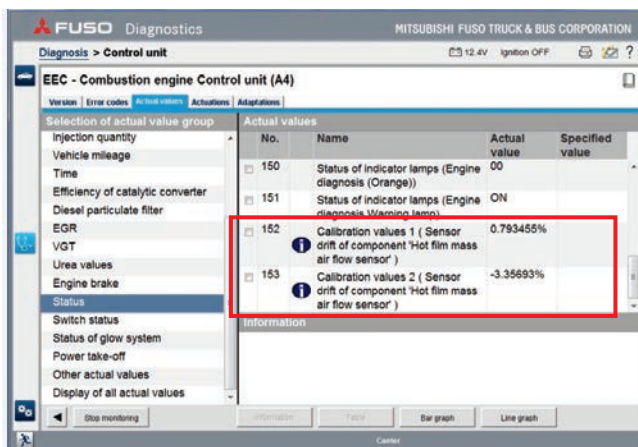 FUSO Diagnostics
MITSUBISHI FUSO TRUCK & BUS CORPORATION
Diagnosis > Control unit
12.4V Ignition OFF
?
EEC - Combustion engine Control unit (A4)
Version Error codes Actual values Actuations Adaptations
Selection of actual value group
Injection quantity
Vehicle mileage
Time
Efficiency of catalytic converter
Diesel particulate filter
EGR
VGT
Urea values
Engine brake
Status
Switch status
Status of glow system
Power take-off
Other actual values
Display of all actual values
Actual values
No. Name Actual value Specified value
150 Status of indicator lamps (Engine 00
diagnosis (Orange))
151 Status of indicator lamps (Engine ON
diagnosis Warning lamp)
152 Calibration values 1 ( Sensor 0.793455%
drift of component 'Hot film mass
air flow sensor' )
153 Calibration values 2 ( Sensor -3.35693%
drift of component 'Hot film mass
air flow sensor' )
Information
Stop monitoring Information Table Bar graph Line graph
Canter